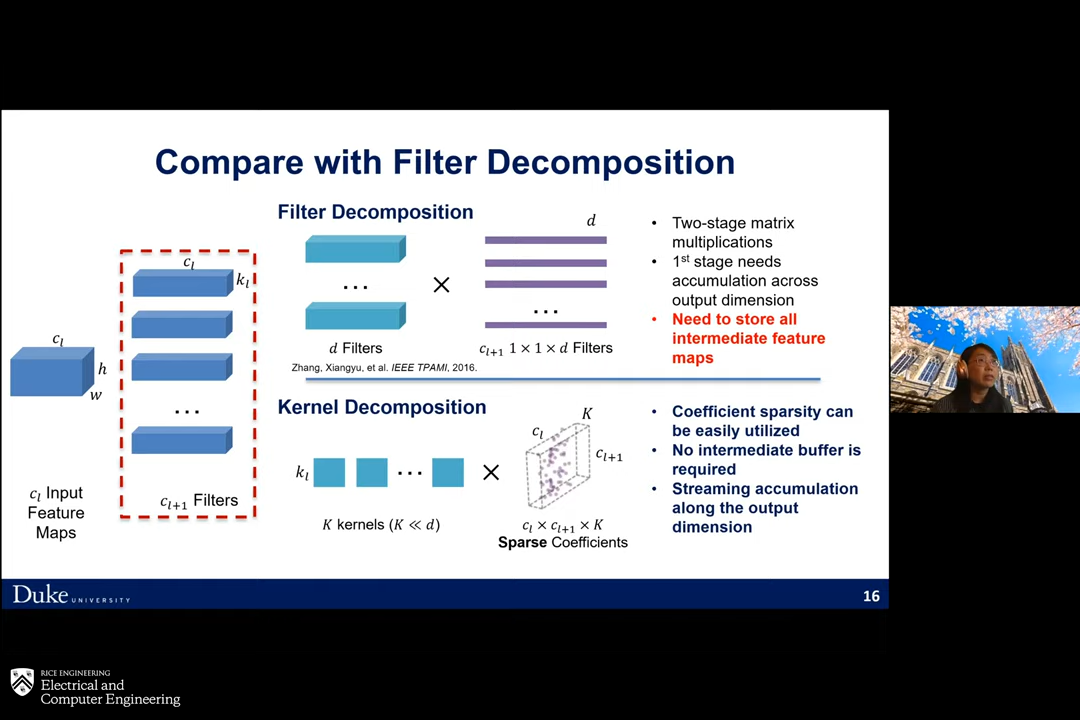 Compare with Filter Decomposition
Filter Decomposition
c_l
k_l
c_l
h
w
...
c_l Input
Feature
Maps
c_{l+1} Filters
...
×
d
...
d Filters
c_{l+1} 1 × 1 × d Filters
Zhang, Xiangyu, et al. IEEE TPAMI, 2016.
• Two-stage matrix
multiplications
• 1st stage needs
accumulation across
output dimension
• Need to store all
intermediate feature
maps
Kernel Decomposition
k_l
...
×
c_l
K
c_{l+1}
K kernels (K ≪ d)
c_l × c_{l+1} × K
Sparse Coefficients
• Coefficient sparsity can
be easily utilized
• No intermediate buffer is
required
• Streaming accumulation
along the output
dimension
Duke UNIVERSITY
16
RICE ENGINEERING
Electrical and
Computer Engineering